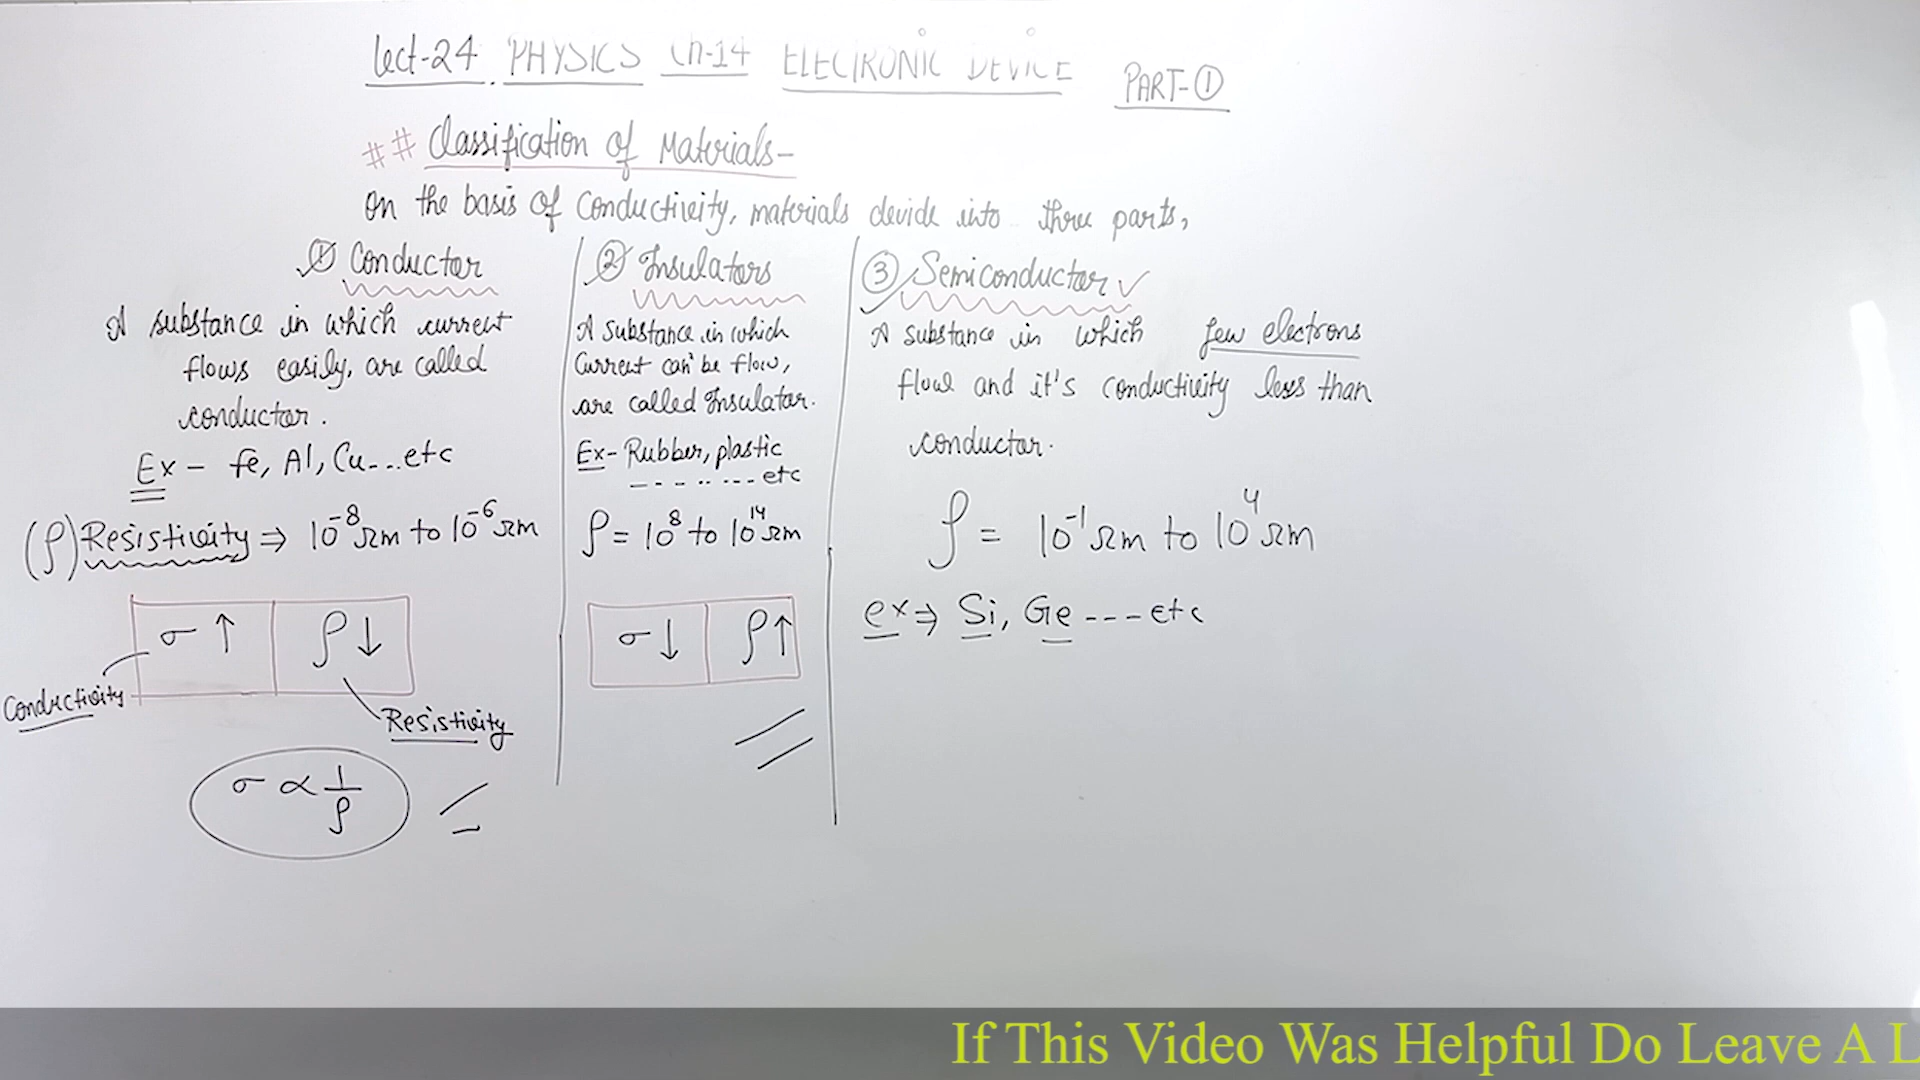 Lect-24 PHYSICS Ch-14 ELECTRONIC DEVICE PART-①
## Classification of Materials-
On the basis of Conductivity, materials devide into three parts,
① Conductor
A substance in which current
flows easily, are called
conductor.
Ex- fe, Al, Cu...etc
(ρ) Resistivity ⇒ 10⁻⁸ Ωm to 10⁻⁶ Ωm
σ ↑ ρ ↓
Conductivity
Resistivity
σ ∝ 1/ρ
② Insulators
A substance in which
Current can't be flow,
are called Insulator.
Ex- Rubber, plastic
- - - - - - - etc
ρ = 10⁸ to 10¹⁴ Ωm
σ ↓ ρ ↑
③ Semiconductor ✓
A substance in which few electrons
flow and it's conductivity less than
conductor.
ρ = 10⁻¹ Ωm to 10⁴ Ωm
ex ⇒ Si, Ge ---- etc
If This Video Was Helpful Do Leave A L